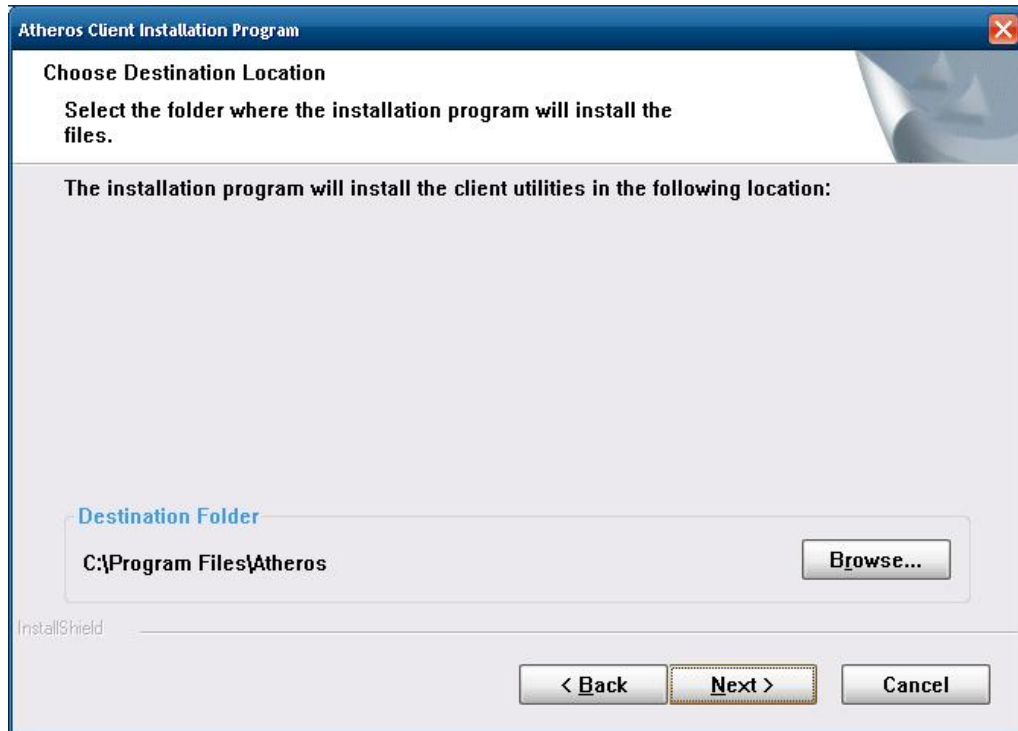 Atheros Client Installation Program
Choose Destination Location
Select the folder where the installation program will install the
files.
The installation program will install the client utilities in the following location:
Destination Folder
C:\Program Files\Atheros
Browse...
InstallShield
< Back
Next >
Cancel